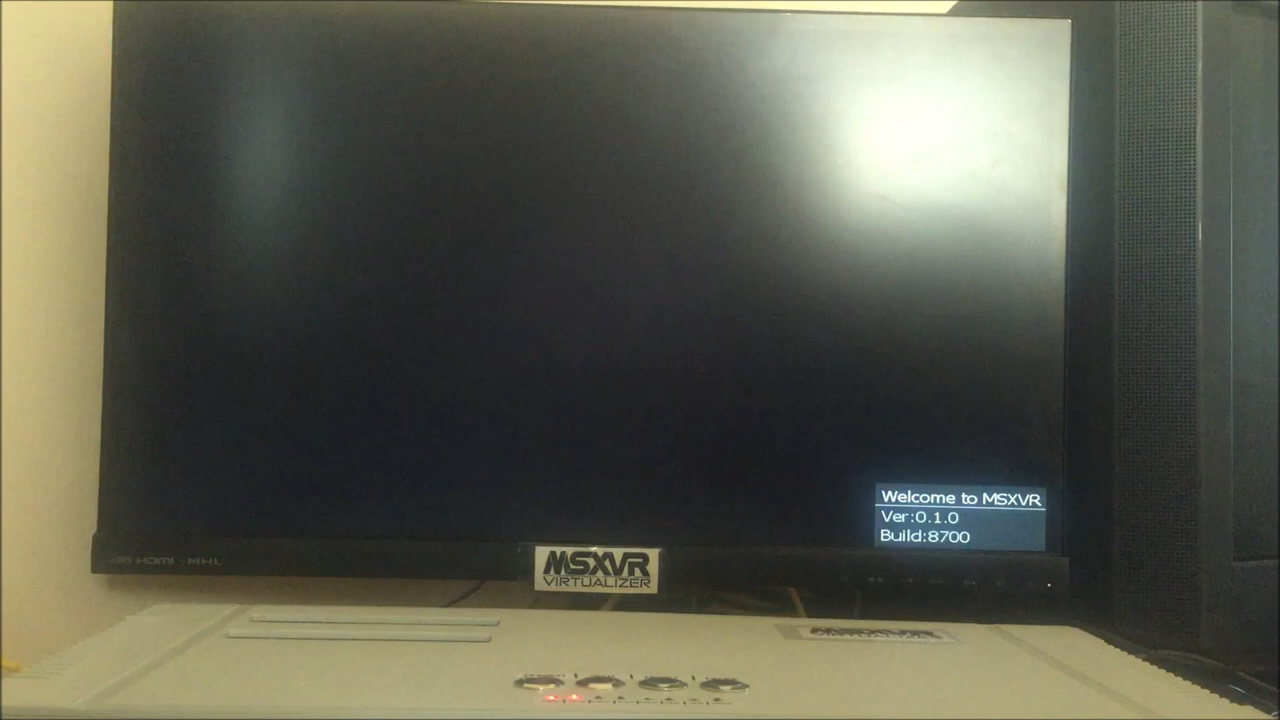 Welcome to MSXVR
Ver:0.1.0
Build:8700
HDMI MHL
MSXVR
VIRTUALIZER